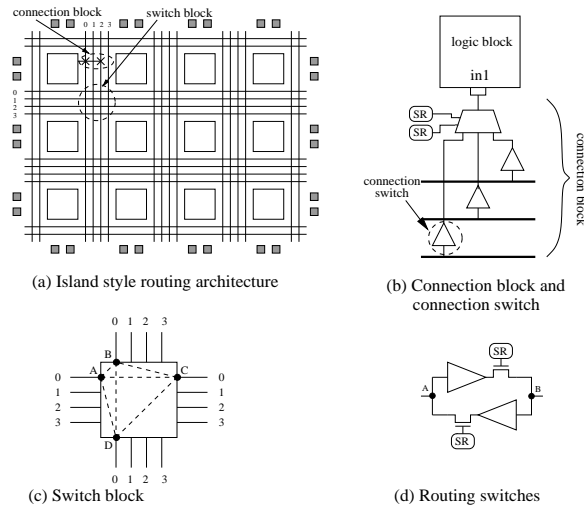 connection block
switch block
0 1 2 3
0
1
2
3
(a) Island style routing architecture
logic block
in1
SR
SR
connection
switch
connection block
(b) Connection block and
connection switch
0 1 2 3
B
A
C
D
0
1
2
3
0
1
2
3
0 1 2 3
(c) Switch block
SR
A
B
SR
(d) Routing switches